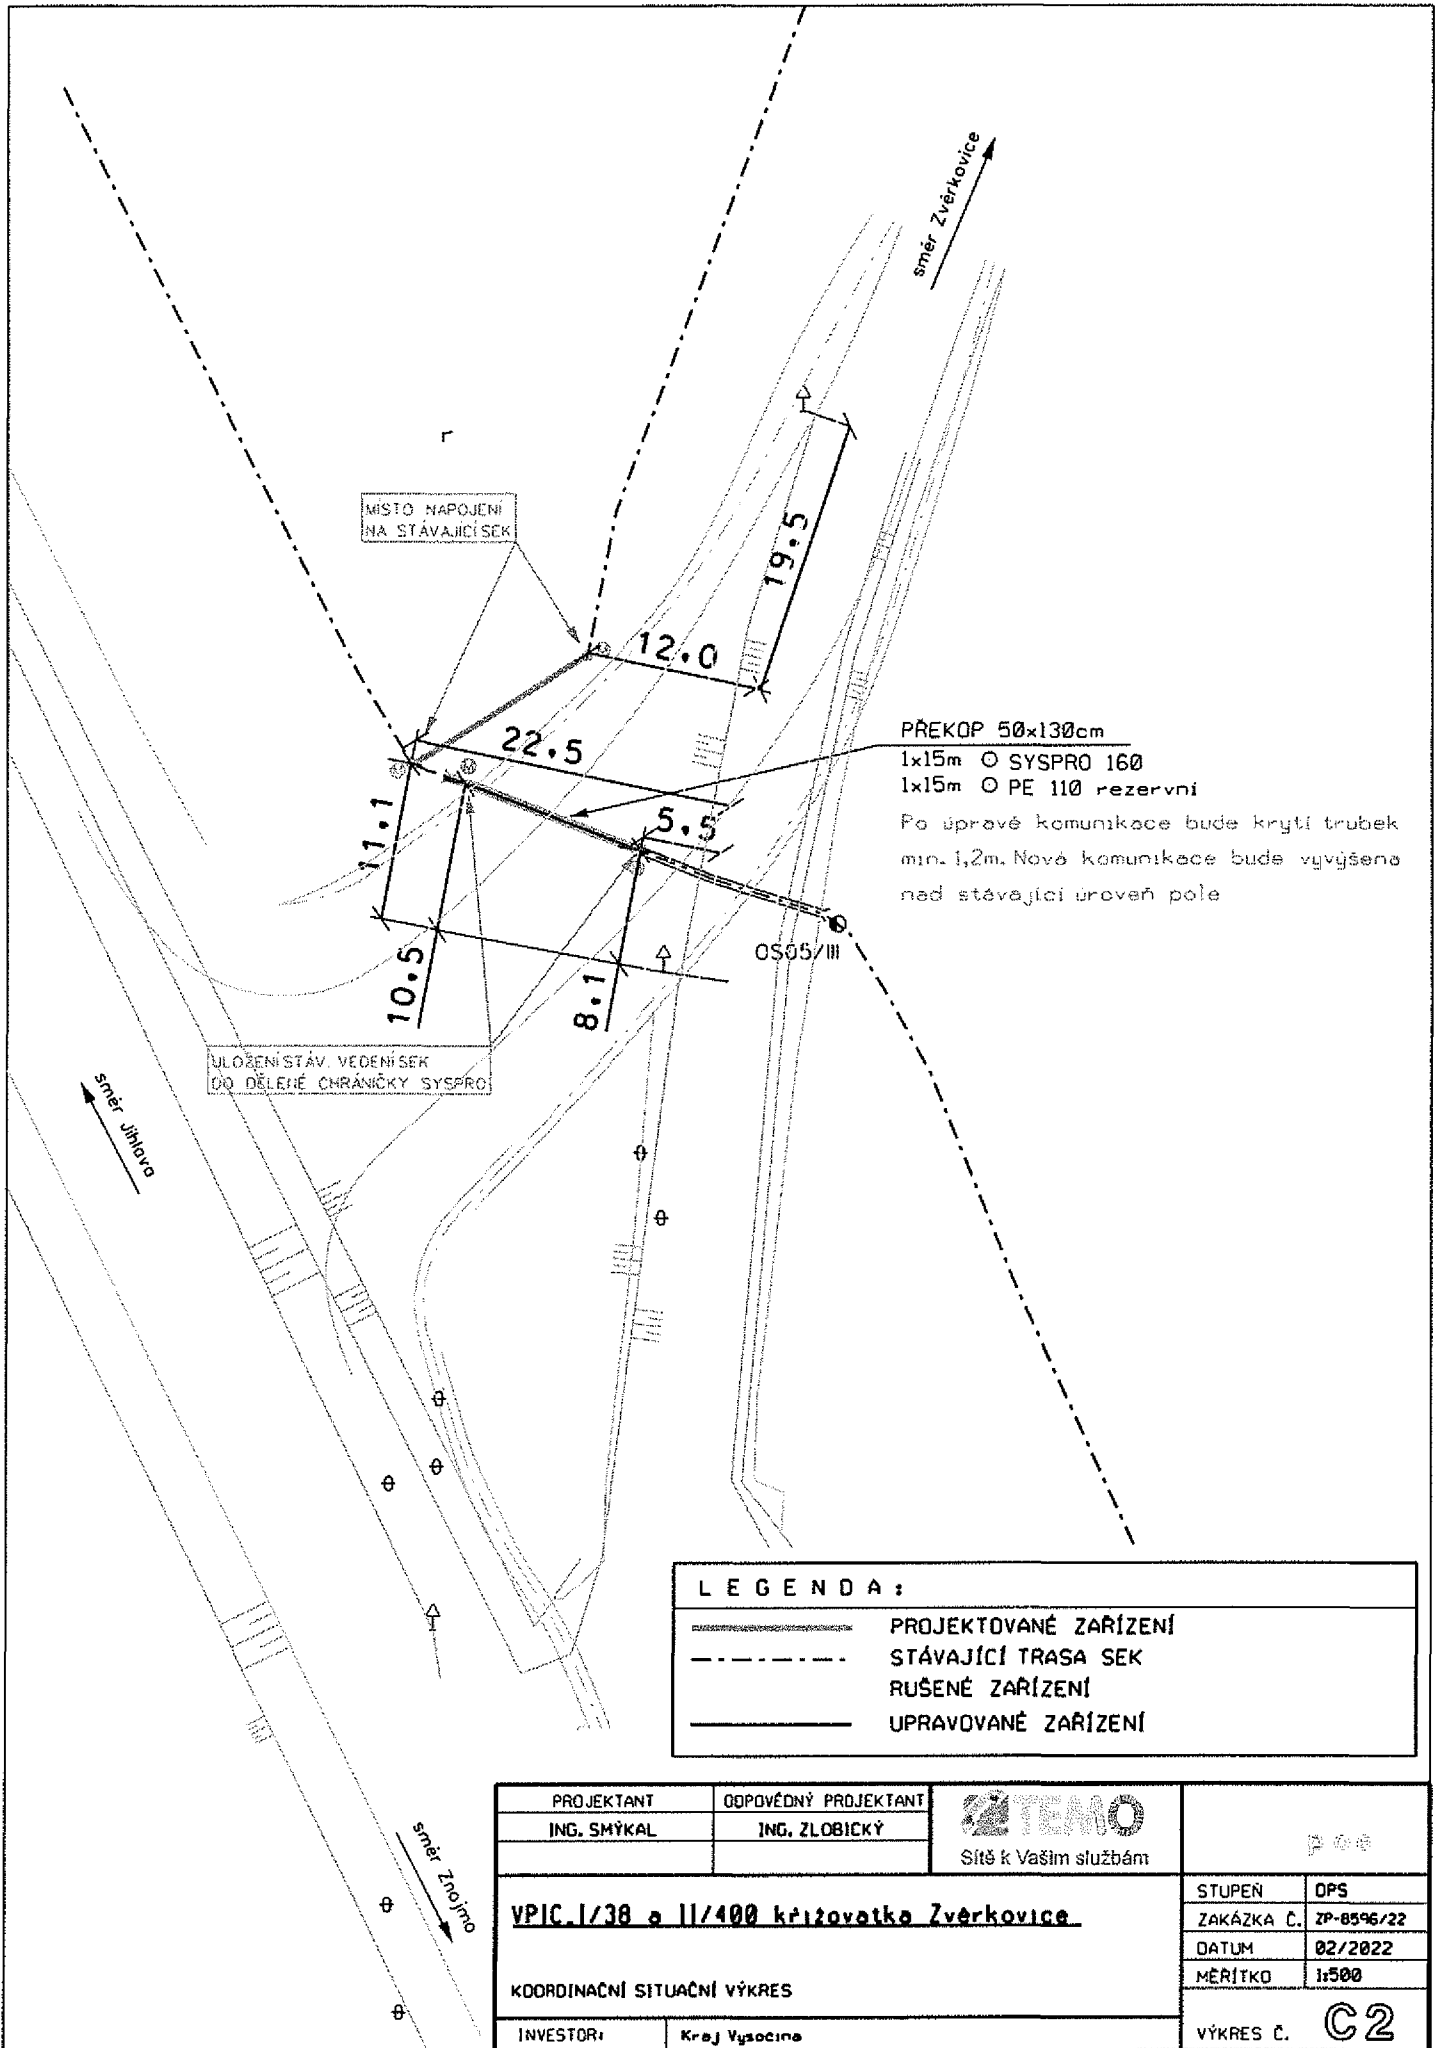 směr Zvěrkovice
MÍSTO NAPOJENÍ
NA STÁVAJÍCÍ SEK
19.5
12.0
22.5
PŘEKOP 50x130cm
1x15m O SYSPRO 160
1x15m O PE 110 rezervní
Po úpravě komunikace bude krytí trubek
min. 1,2m. Nová komunikace bude vyvýšena
nad stávající úroveň pole
11.1
5.5
OS05/III
10.5
8.1
ULOŽENÍ STÁV. VEDENÍ SEK
DO DĚLENÉ CHRÁNIČKY SYSPRO
směr Jihlava
LEGENDA:
PROJEKTOVANÉ ZAŘÍZENÍ
STÁVAJÍCÍ TRASA SEK
RUŠENÉ ZAŘÍZENÍ
UPRAVOVANÉ ZAŘÍZENÍ
směr Znojmo
PROJEKTANT
ODPOVĚDNÝ PROJEKTANT
ING. SMÝKAL
ING. ZLOBICKÝ
TEMO
Sítě k Vašim službám
VPIC.I/38 a II/400 křižovatka Zvěrkovice
KOORDINAČNÍ SITUAČNÍ VÝKRES
STUPEŇ DPS
ZAKÁZKA Č. ZP-8596/22
DATUM 02/2022
MĚŘÍTKO 1:500
VÝKRES Č. C2
INVESTOR: Kraj Vysočina